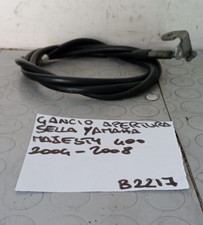 GANCIO APERTURA
SELLA YAMAHA
MAJESTY 400
2004-2008
B2217